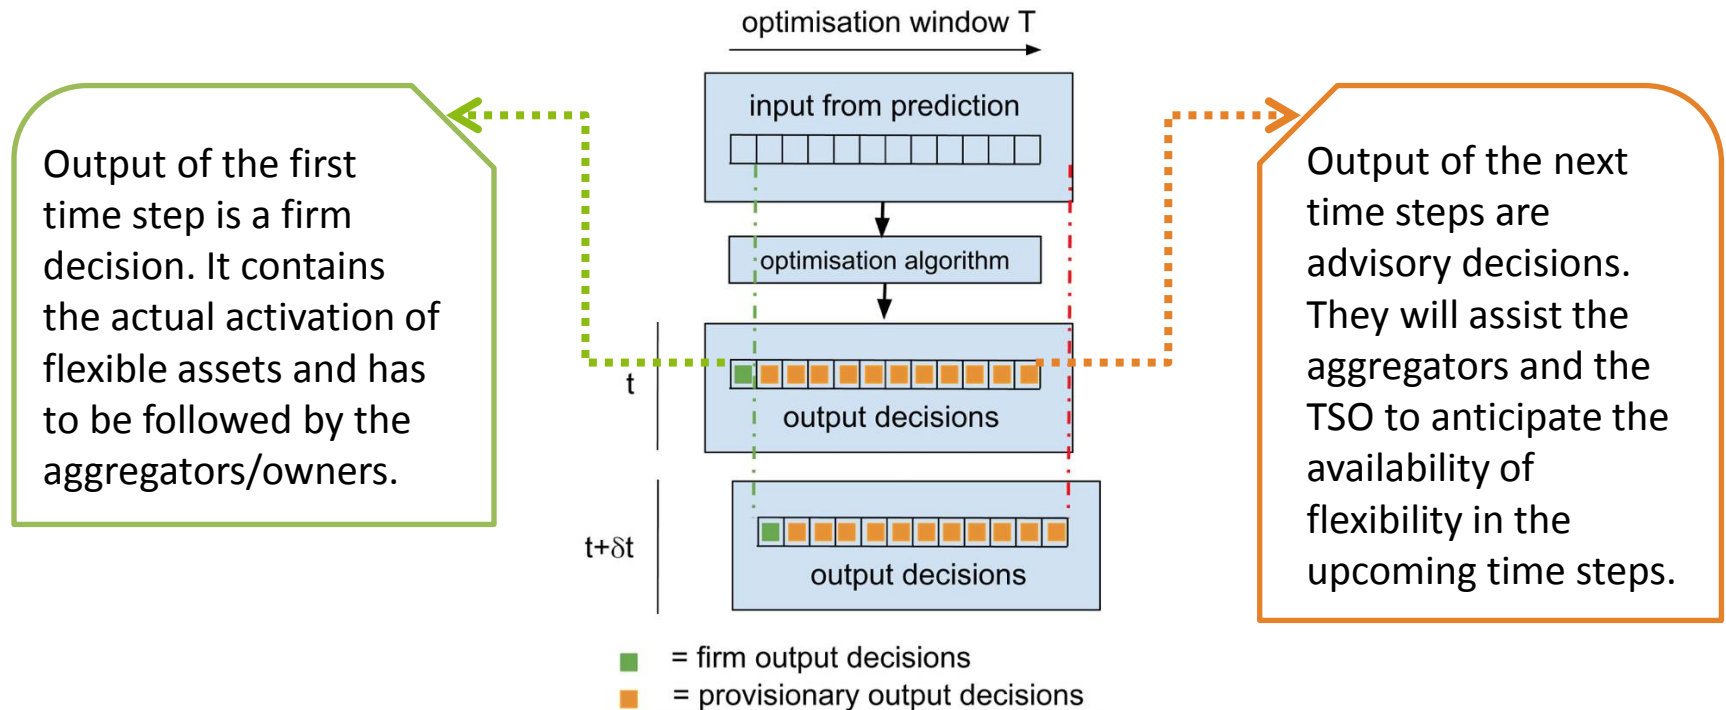 optimisation window T
input from prediction
optimisation algorithm
t
output decisions
t+δt
output decisions
= firm output decisions
= provisionary output decisions
Output of the first
time step is a firm
decision. It contains
the actual activation of
flexible assets and has
to be followed by the
aggregators/owners.
Output of the next
time steps are
advisory decisions.
They will assist the
aggregators and the
TSO to anticipate the
availability of
flexibility in the
upcoming time steps.